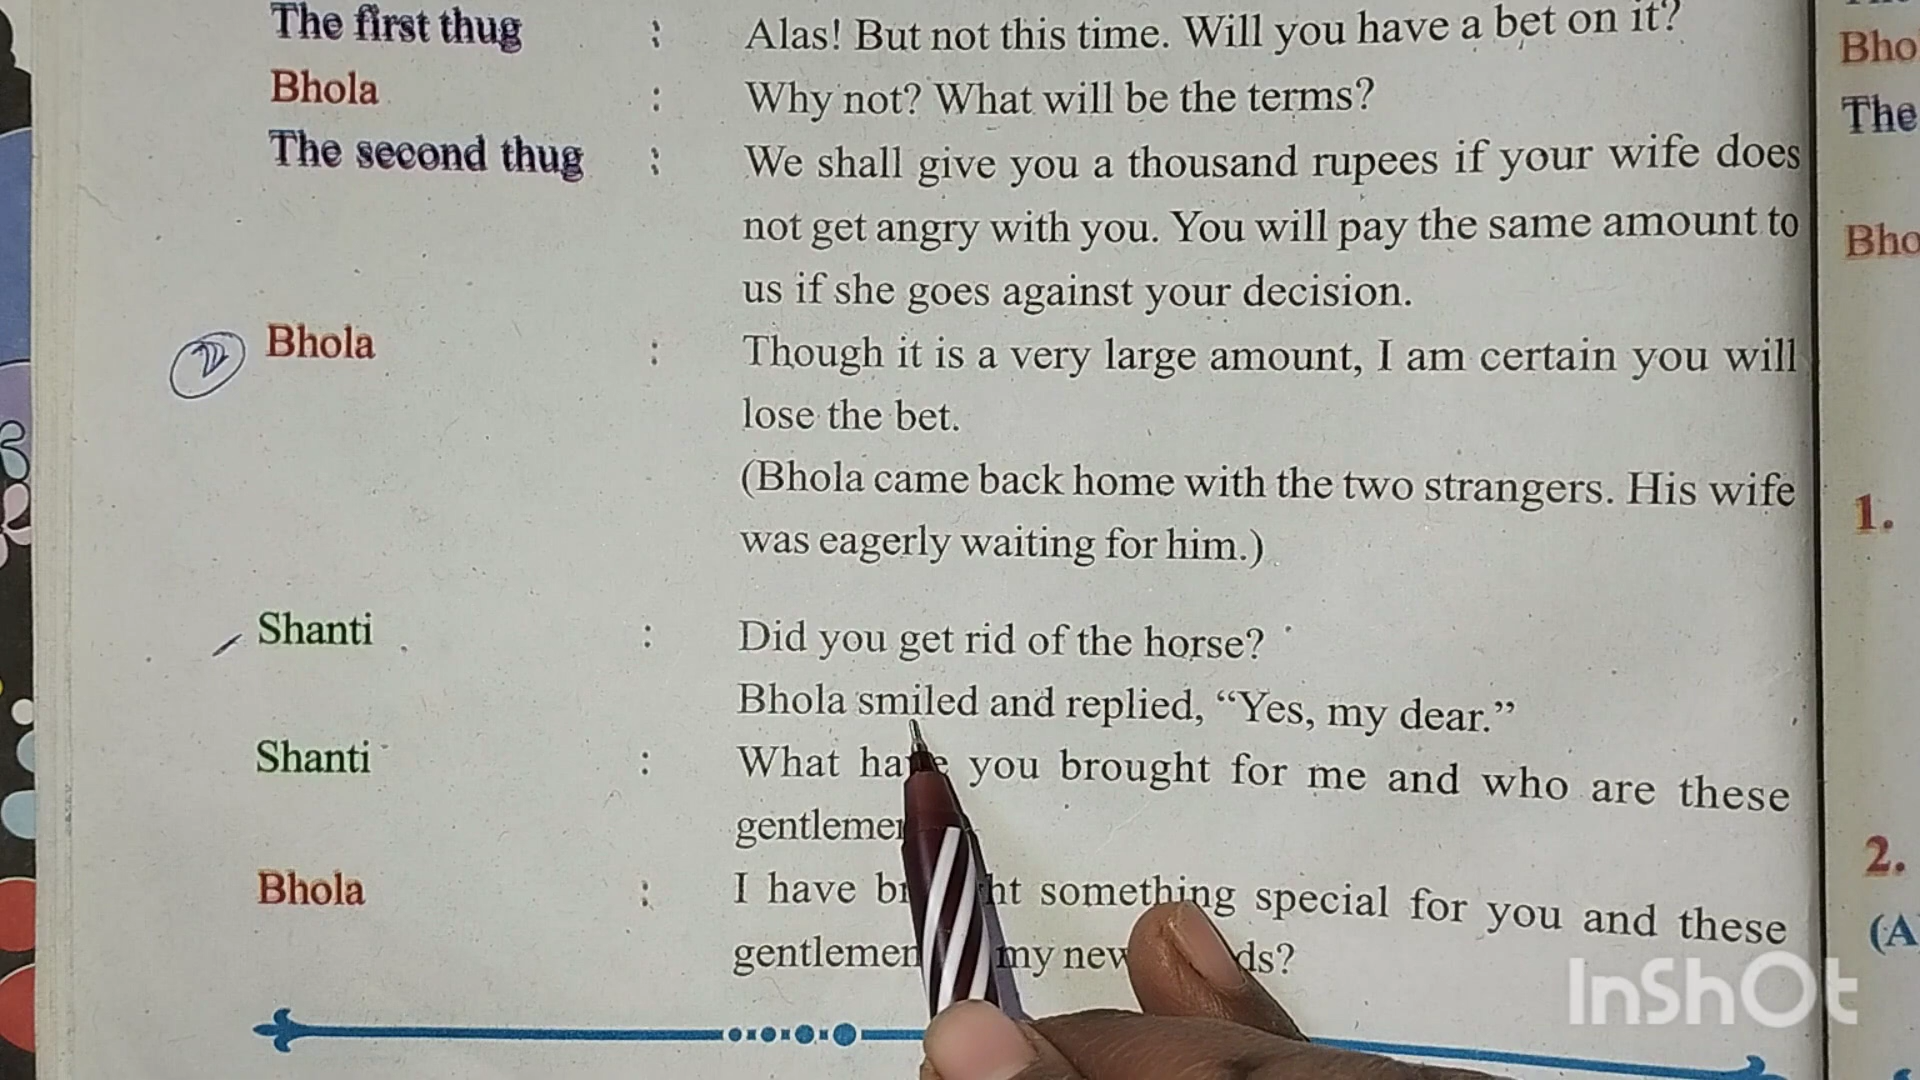 The first thug : Alas! But not this time. Will you have a bet on it?
Bhola : Why not? What will be the terms?
The second thug : We shall give you a thousand rupees if your wife does
not get angry with you. You will pay the same amount to
us if she goes against your decision.
Bhola : Though it is a very large amount, I am certain you will
lose the bet.
(Bhola came back home with the two strangers. His wife
was eagerly waiting for him.)
Shanti : Did you get rid of the horse?
Bhola smiled and replied, “Yes, my dear.”
Shanti : What have you brought for me and who are these
Bhola : I have something special for you and these
my
Bho
The
Bho
1.
2.
(A
InShOt